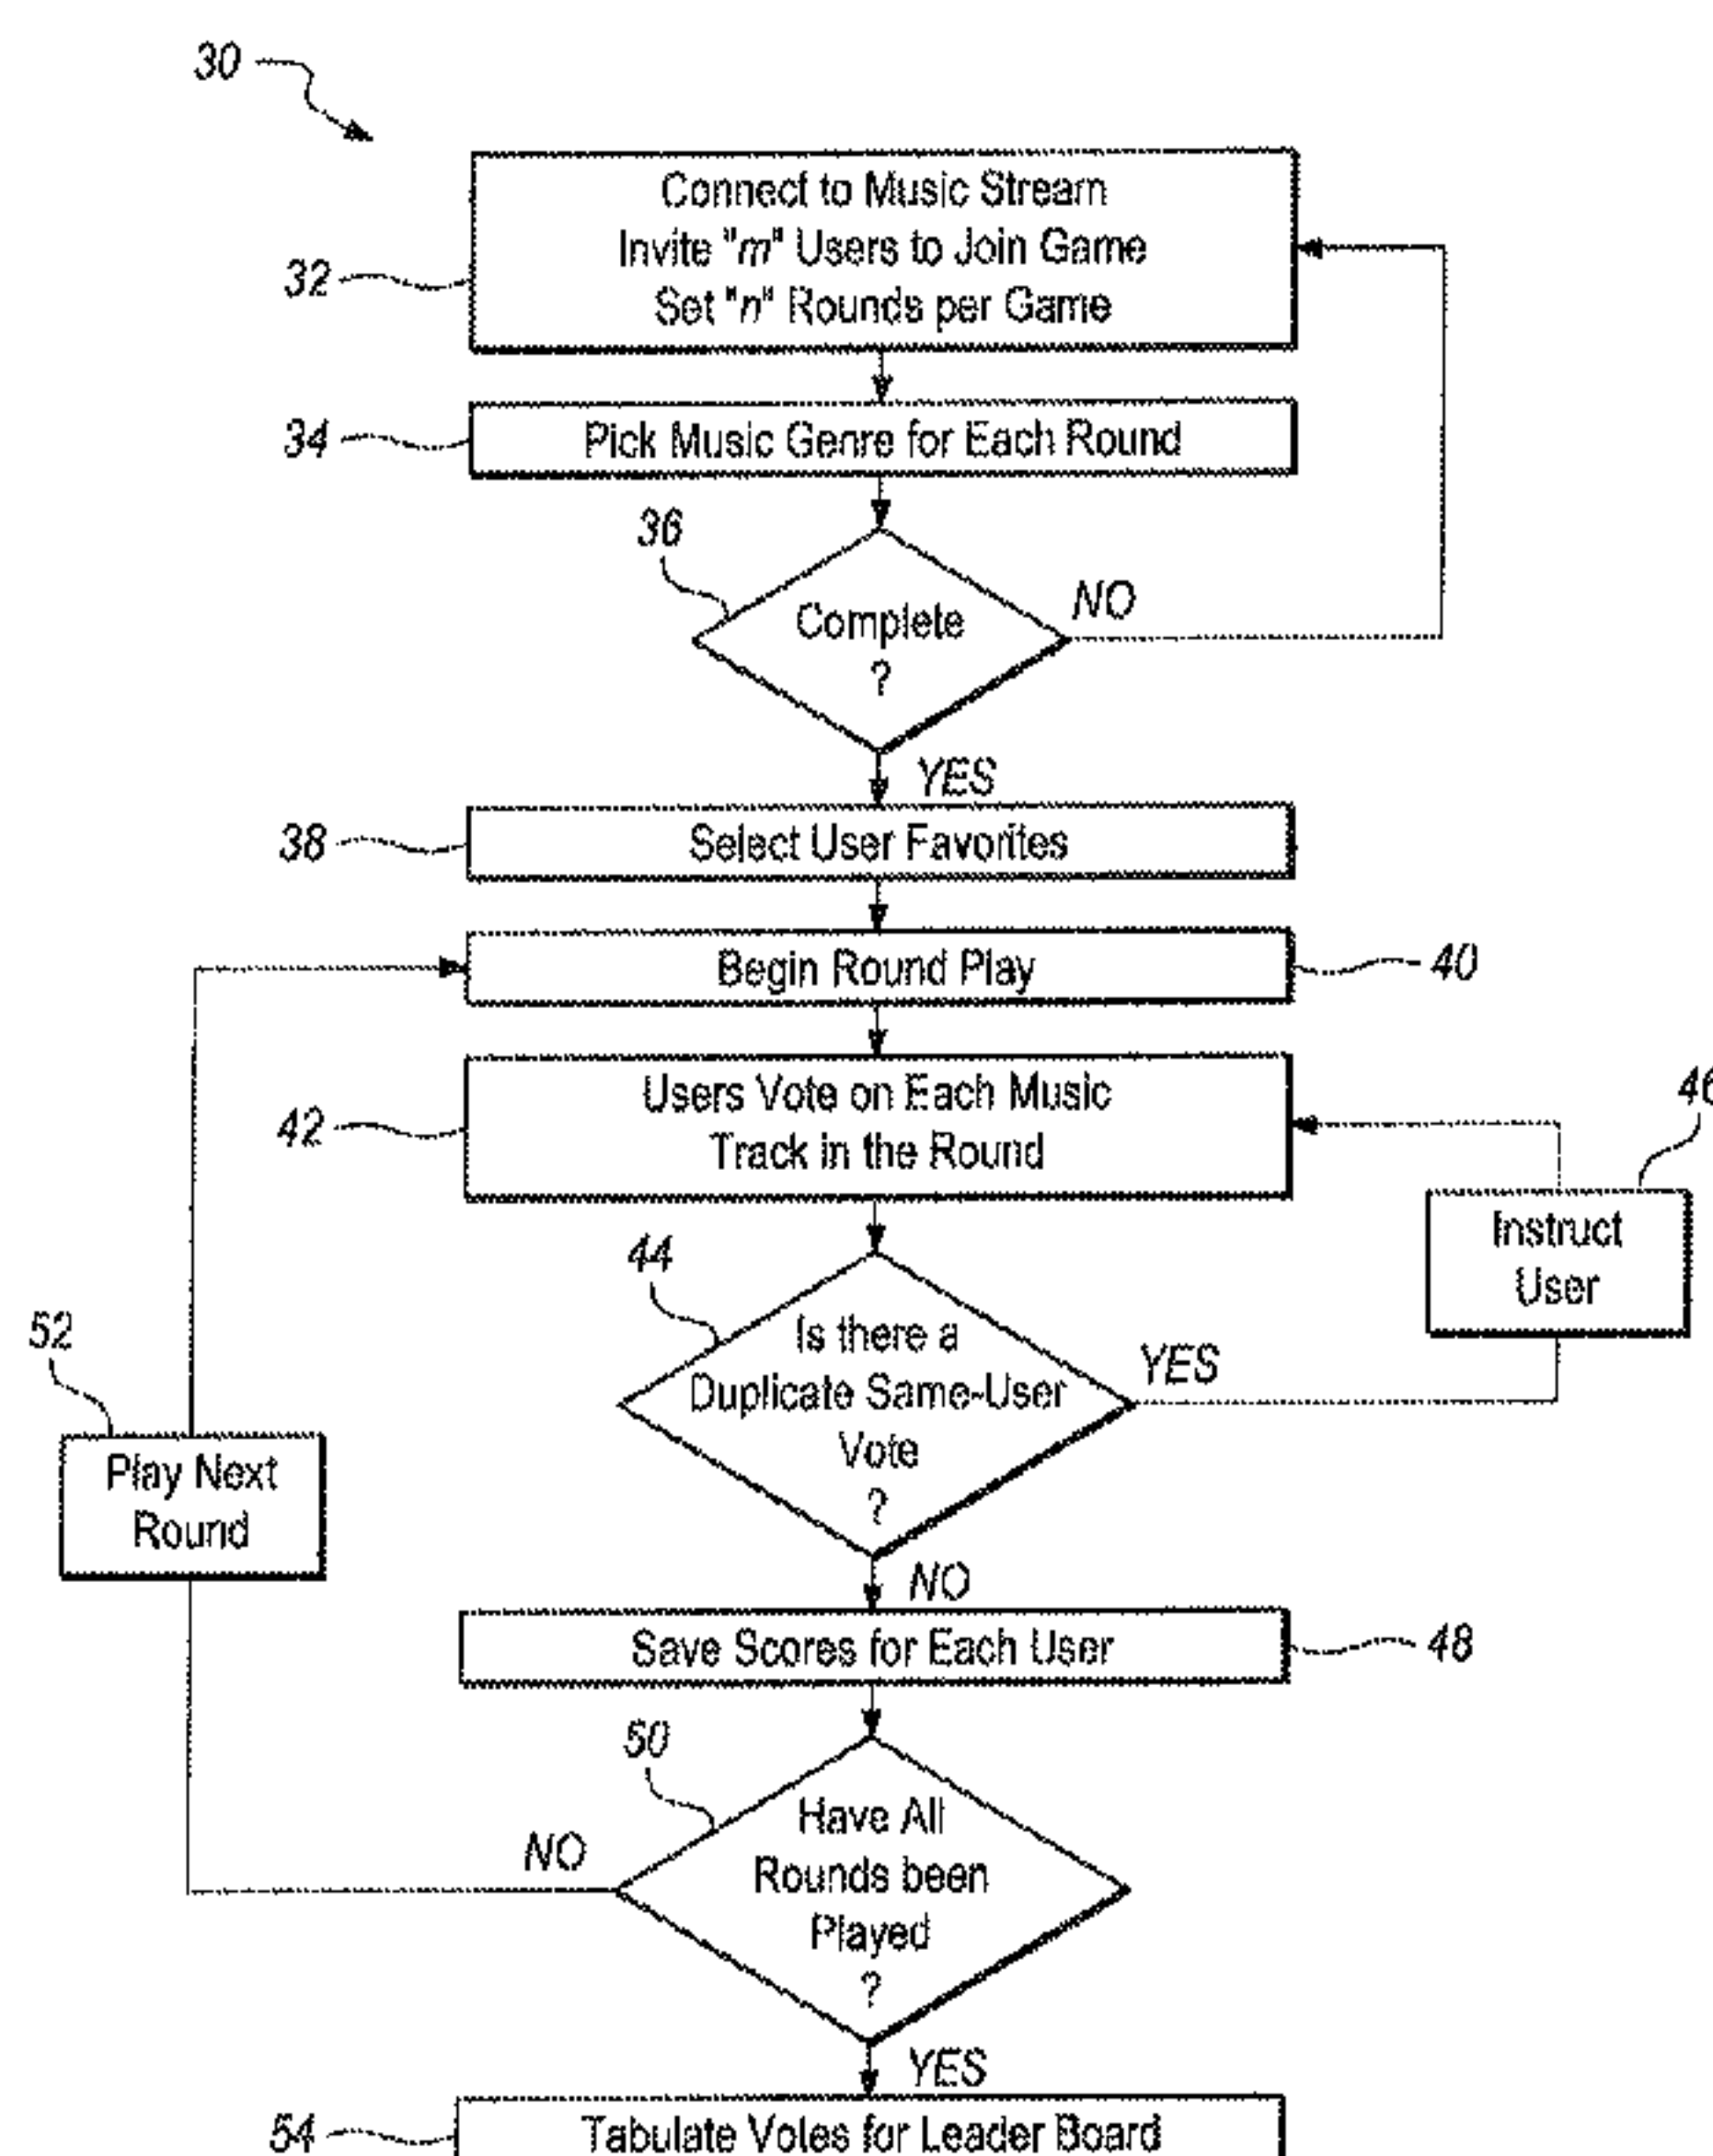 30
Connect to Music Stream
Invite "m" Users to Join Game
Set "n" Rounds per Game
32
Pick Music Genre for Each Round
34
36
Complete
?
NO
YES
Select User Favorites
38
Begin Round Play
40
Users Vote on Each Music
Track in the Round
42
46
Instruct
User
44
Is there a
Duplicate Same-User
Vote
?
YES
52
Play Next
Round
NO
Save Scores for Each User
48
50
Have All
Rounds been
Played
?
NO
YES
54
Tabulate Votes for Leader Board